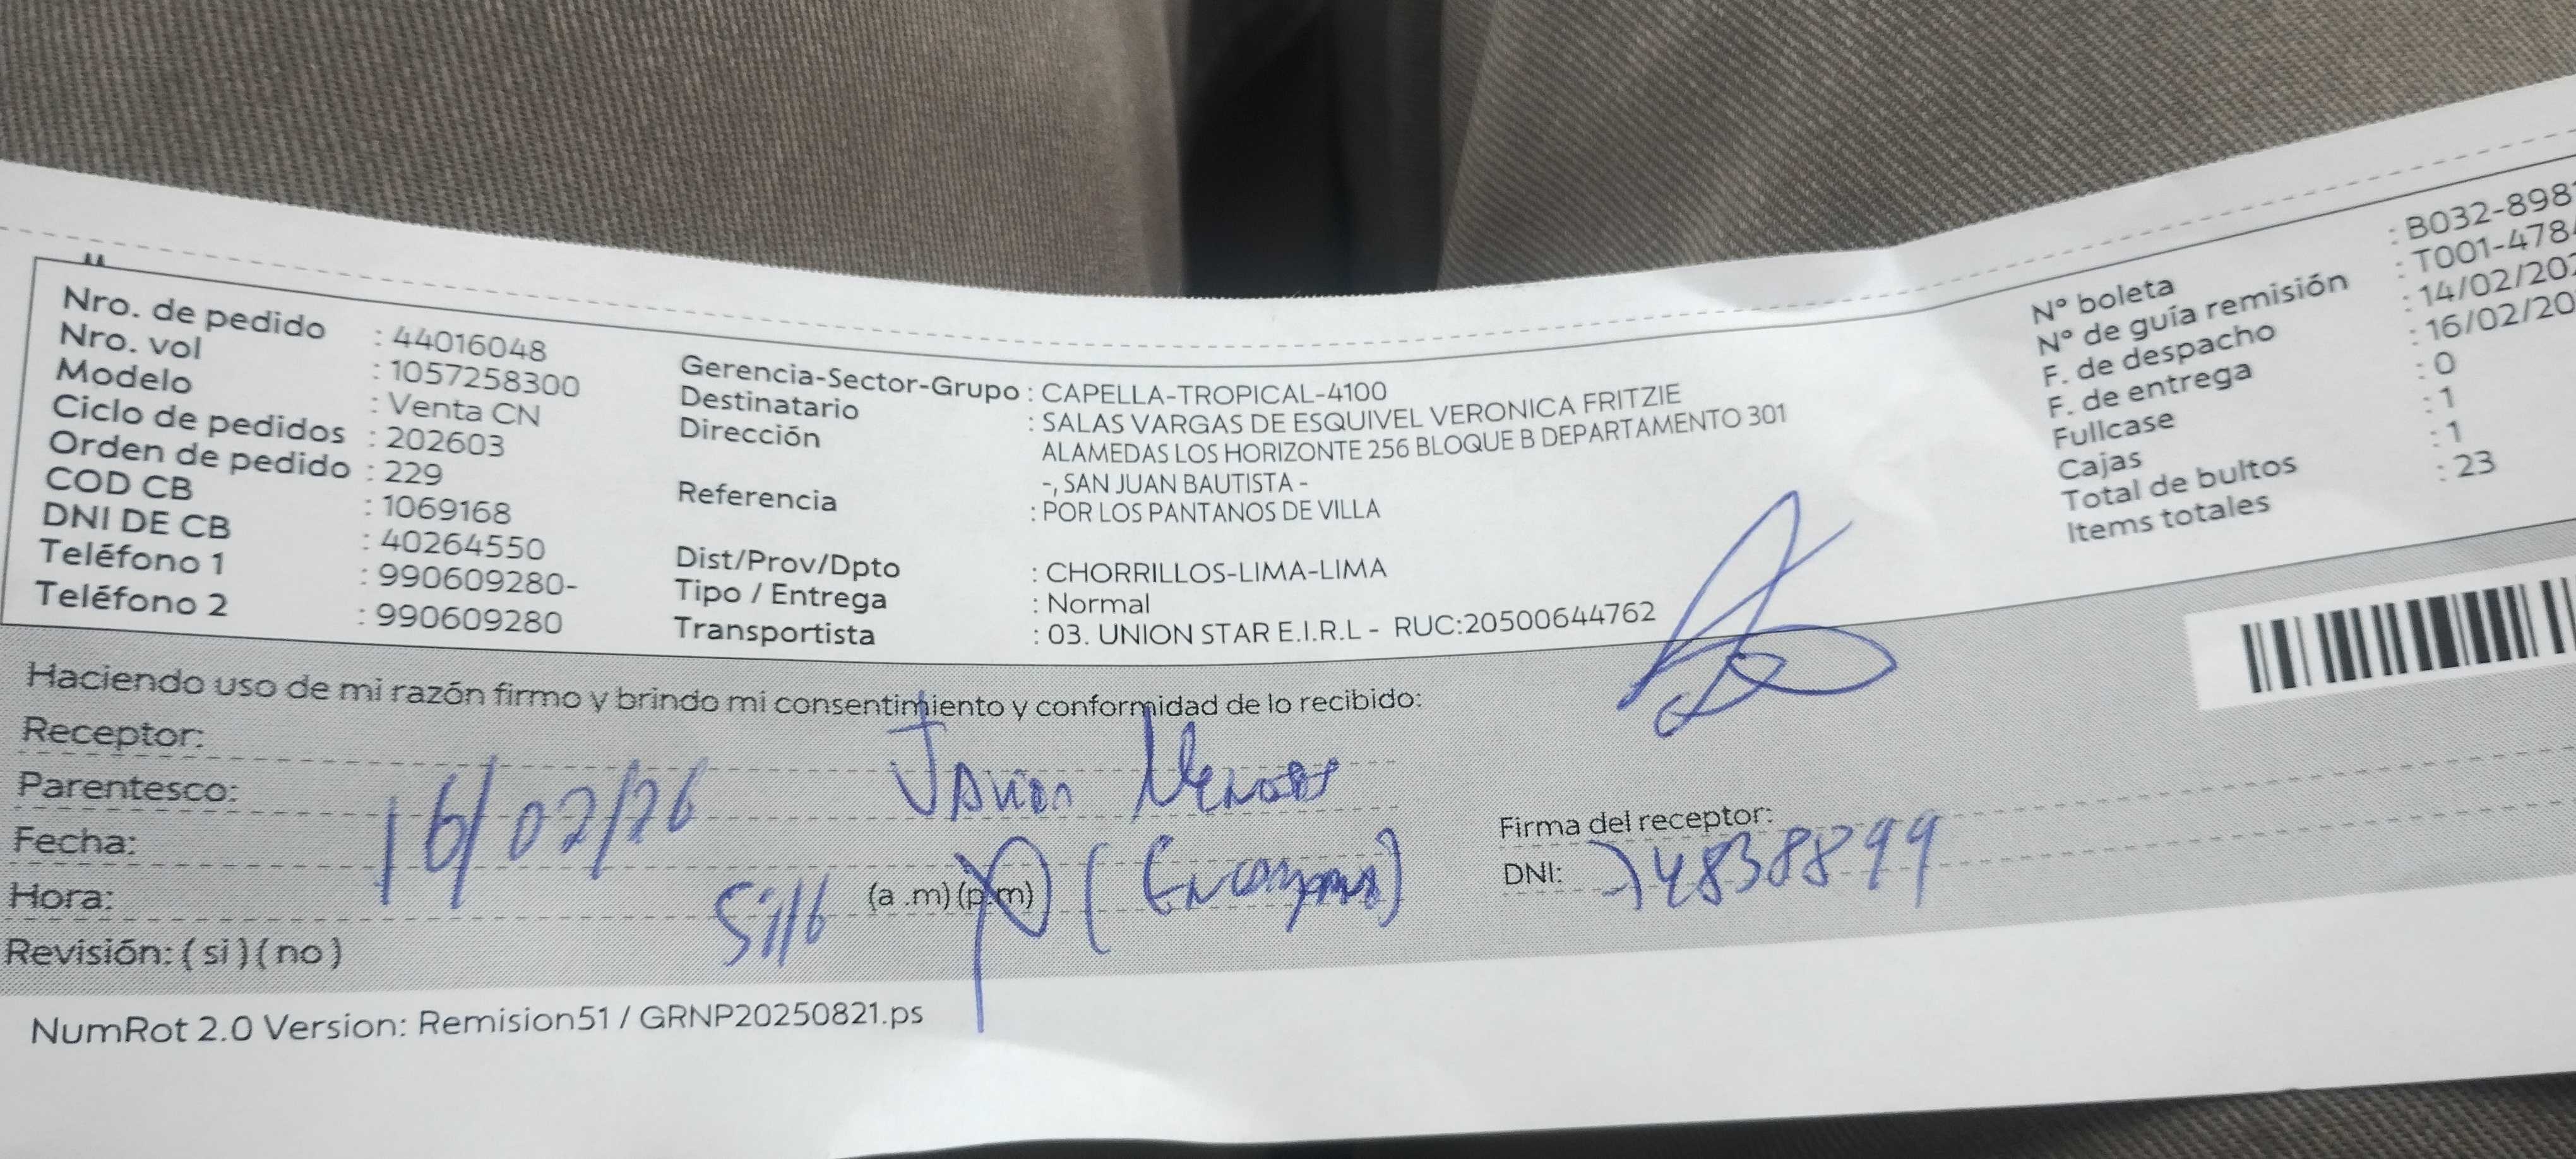 Nro. de pedido : 44016048
Nro. vol : 1057258300
Modelo : Venta CN
Ciclo de pedidos : 202603
Orden de pedido : 229
COD CB : 1069168
DNI DE CB : 40264550
Teléfono 1 : 990609280-
Teléfono 2 : 990609280
Gerencia-Sector-Grupo : CAPELLA-TROPICAL-4100
Destinatario : SALAS VARGAS DE ESQUIVEL VERONICA FRITZIE
Dirección ALAMEDAS LOS HORIZONTE 256 BLOQUE B DEPARTAMENTO 301
-, SAN JUAN BAUTISTA -
Referencia : POR LOS PANTANOS DE VILLA
Dist/Prov/Dpto : CHORRILLOS-LIMA-LIMA
Tipo / Entrega : Normal
Transportista : 03. UNION STAR E.I.R.L - RUC:20500644762
N° boleta : B032-898
N° de guía remisión : T001-478
F. de despacho : 14/02/202
F. de entrega : 16/02/20
Fullcase : 0
Cajas : 1
Total de bultos : 1
Items totales : 23
Haciendo uso de mi razón firmo y brindo mi consentimiento y conformidad de lo recibido:
Receptor:
Parentesco:
Fecha: 16/02/26
Hora: (a .m) (p.m)
Revisión: ( si ) ( no )
Firma del receptor:
DNI: 74838899
NumRot 2.0 Version: Remision51 / GRNP20250821.ps